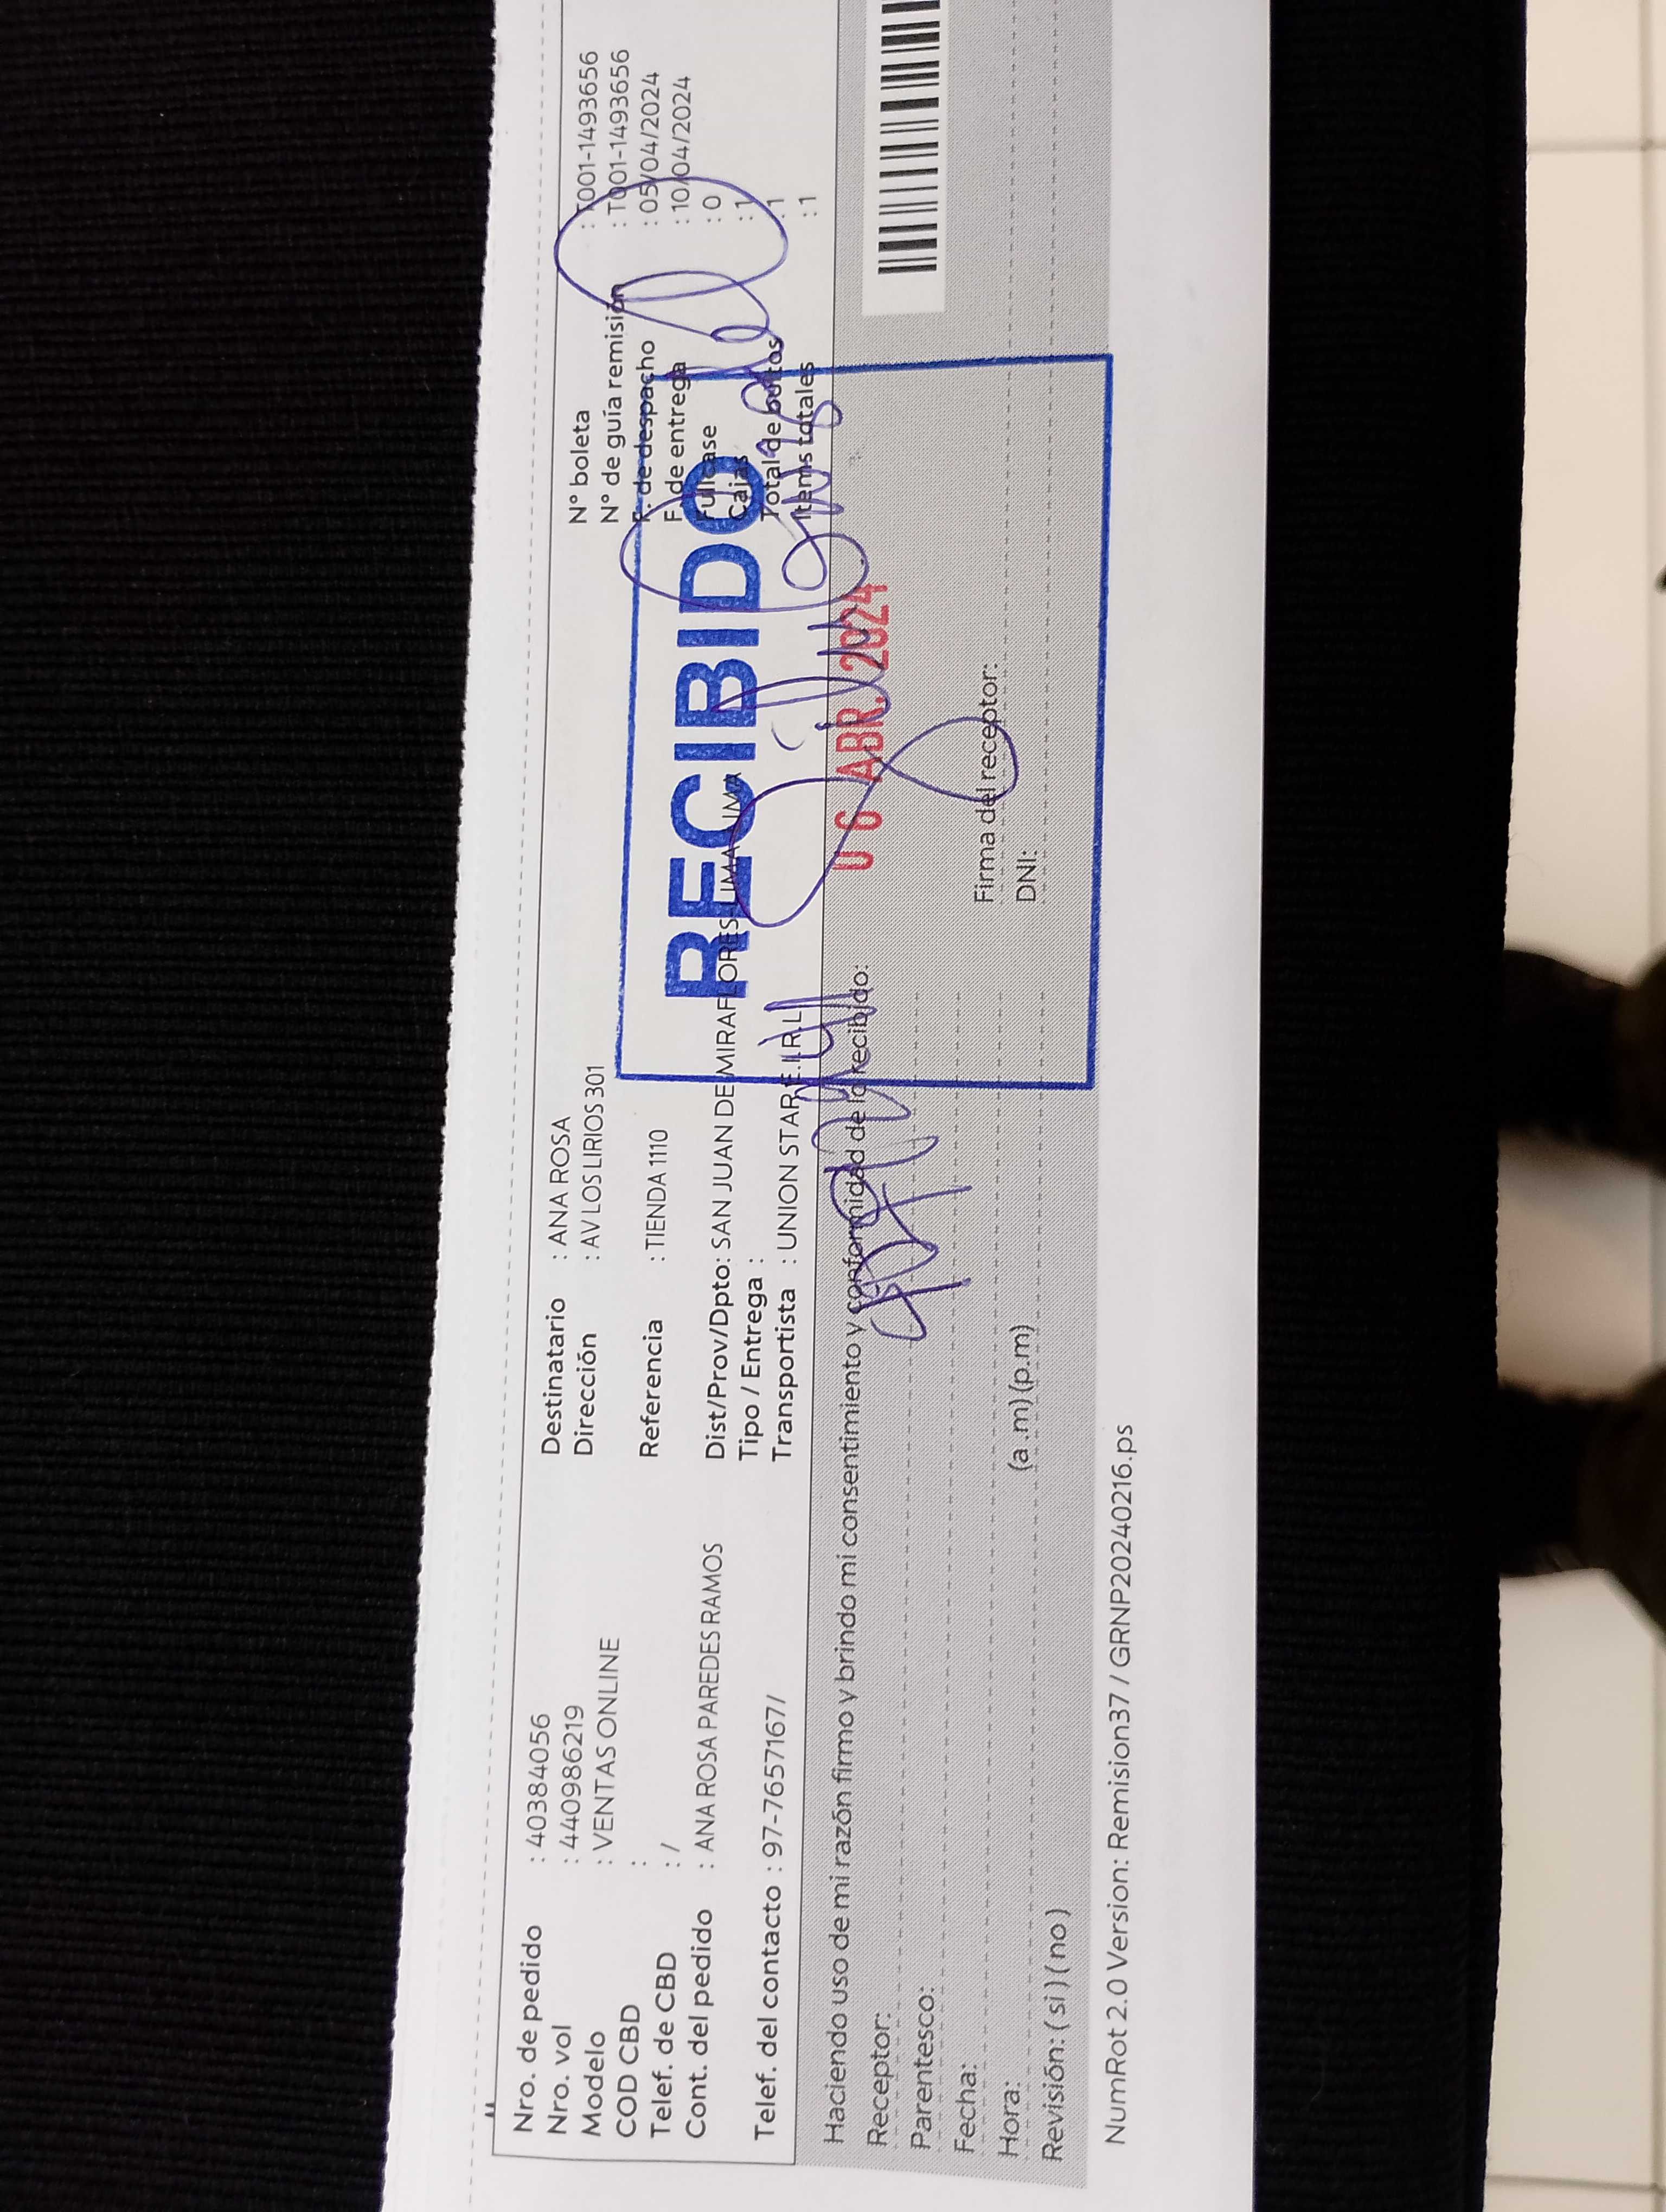 Nro. de pedido : 40384056
Nro. vol : 440986219
Modelo : VENTAS ONLINE
COD CBD :
Telef. de CBD : /
Cont. del pedido : ANA ROSA PAREDES RAMOS
Telef. del contacto : 97-7657167/
Destinatario : ANA ROSA
Dirección : AV LOS LIRIOS 301
Referencia : TIENDA 1110
Dist/Prov/Dpto: SAN JUAN DE MIRAFLORES-LIMA-LIMA
Tipo / Entrega :
Transportista : UNION STAR E.I.R.L
N° boleta : T001-1493656
N° de guía remisión : T001-1493656
F. de despacho : 05/04/2024
F. de entrega : 10/04/2024
Fullcase : 0
Cajas : 1
Total de bultos : 1
Items totales : 1
RECIBIDO
06 ABR. 2024
Haciendo uso de mi razón firmo y brindo mi consentimiento y conformidad de lo recibido:
Receptor:
Parentesco:
Fecha:
Hora: (a .m) (p.m)
Revisión: ( si ) ( no )
Firma del receptor:
DNI:
NumRot 2.0 Version: Remision37 / GRNP20240216.ps